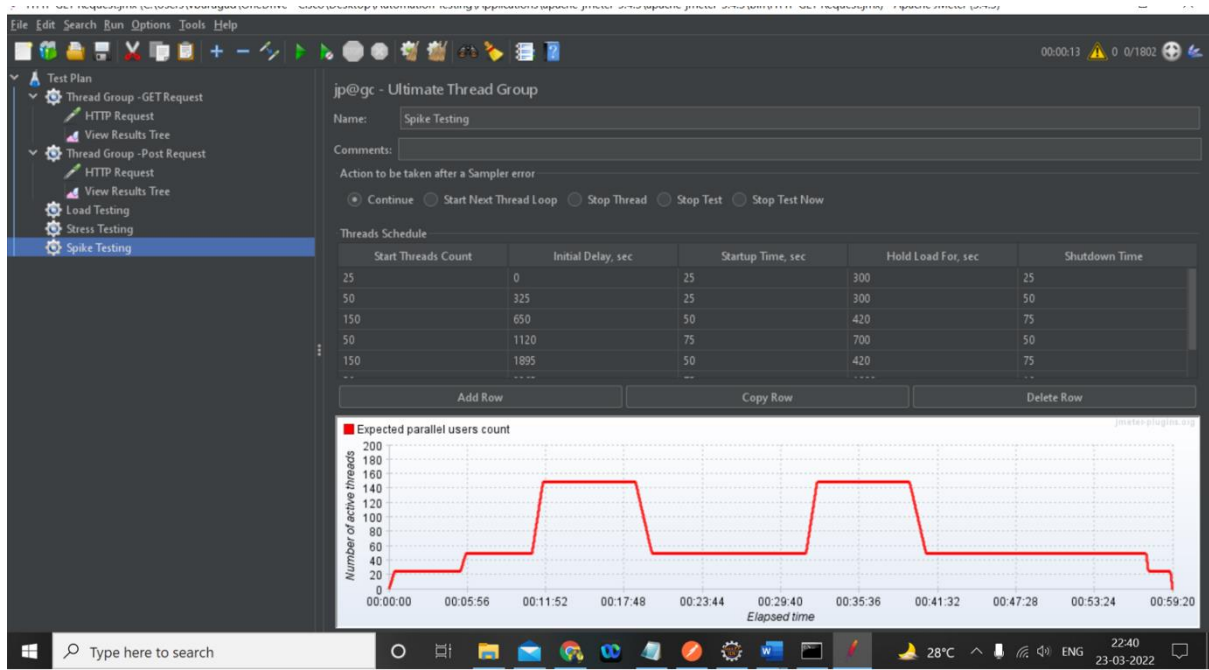 File Edit Search Run Options Tools Help
00:00:13 0 0/1802
Test Plan
Thread Group -GET Request
HTTP Request
View Results Tree
Thread Group -Post Request
HTTP Request
View Results Tree
Load Testing
Stress Testing
Spike Testing
jp@gc - Ultimate Thread Group
Name: Spike Testing
Comments:
Action to be taken after a Sampler error
Continue Start Next Thread Loop Stop Thread Stop Test Stop Test Now
Threads Schedule
Start Threads Count Initial Delay, sec Startup Time, sec Hold Load For, sec Shutdown Time
25 0 25 300 25
50 325 25 300 50
150 650 50 420 75
50 1120 75 700 50
150 1895 50 420 75
Add Row Copy Row Delete Row
Expected parallel users count
jmeter-plugins.org
Number of active threads
200
180
160
140
120
100
80
60
40
20
0
00:00:00 00:05:56 00:11:52 00:17:48 00:23:44 00:29:40 00:35:36 00:41:32 00:47:28 00:53:24 00:59:20
Elapsed time
Type here to search
28°C ENG 22:40
23-03-2022